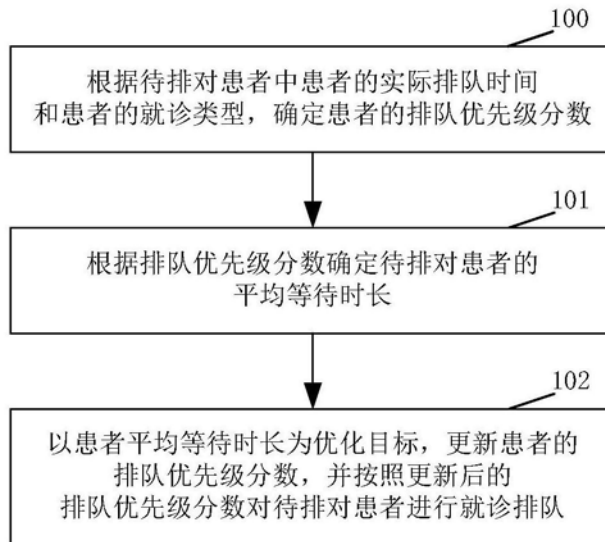 100
根据待排对患者中患者的实际排队时间
和患者的就诊类型，确定患者的排队优先级分数
101
根据排队优先级分数确定待排对患者的
平均等待时长
102
以患者平均等待时长为优化目标，更新患者的
排队优先级分数，并按照更新后的
排队优先级分数对待排对患者进行就诊排队